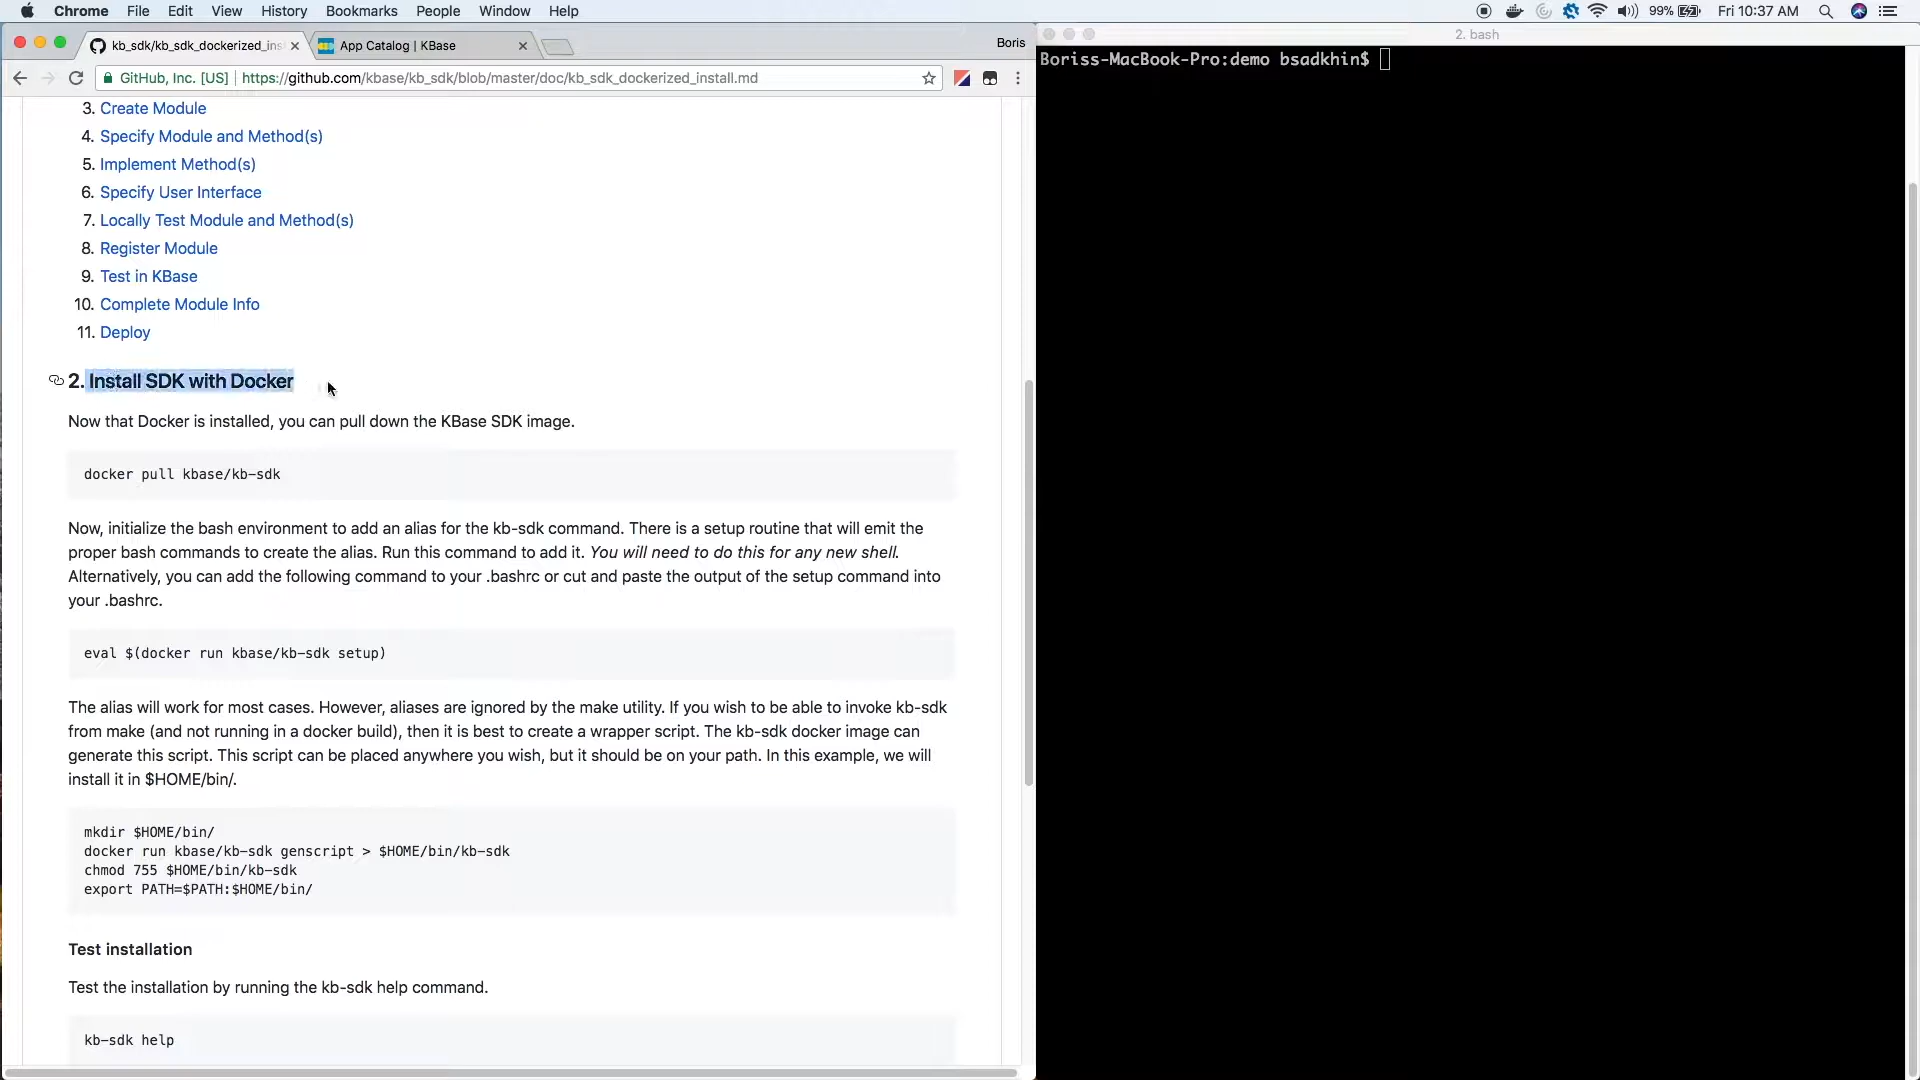 Chrome File Edit View History Bookmarks People Window Help 99% Fri 10:37 AM
kb_sdk/kb_sdk_dockerized_ins App Catalog | KBase Boris
2. bash
GitHub, Inc. [US] https://github.com/kbase/kb_sdk/blob/master/doc/kb_sdk_dockerized_install.md
Boriss-MacBook-Pro:demo bsadkhin$
3. Create Module
4. Specify Module and Method(s)
5. Implement Method(s)
6. Specify User Interface
7. Locally Test Module and Method(s)
8. Register Module
9. Test in KBase
10. Complete Module Info
11. Deploy
2. Install SDK with Docker
Now that Docker is installed, you can pull down the KBase SDK image.
docker pull kbase/kb-sdk
Now, initialize the bash environment to add an alias for the kb-sdk command. There is a setup routine that will emit the
proper bash commands to create the alias. Run this command to add it. You will need to do this for any new shell.
Alternatively, you can add the following command to your .bashrc or cut and paste the output of the setup command into
your .bashrc.
eval $(docker run kbase/kb-sdk setup)
The alias will work for most cases. However, aliases are ignored by the make utility. If you wish to be able to invoke kb-sdk
from make (and not running in a docker build), then it is best to create a wrapper script. The kb-sdk docker image can
generate this script. This script can be placed anywhere you wish, but it should be on your path. In this example, we will
install it in $HOME/bin/.
mkdir $HOME/bin/
docker run kbase/kb-sdk genscript > $HOME/bin/kb-sdk
chmod 755 $HOME/bin/kb-sdk
export PATH=$PATH:$HOME/bin/
Test installation
Test the installation by running the kb-sdk help command.
kb-sdk help